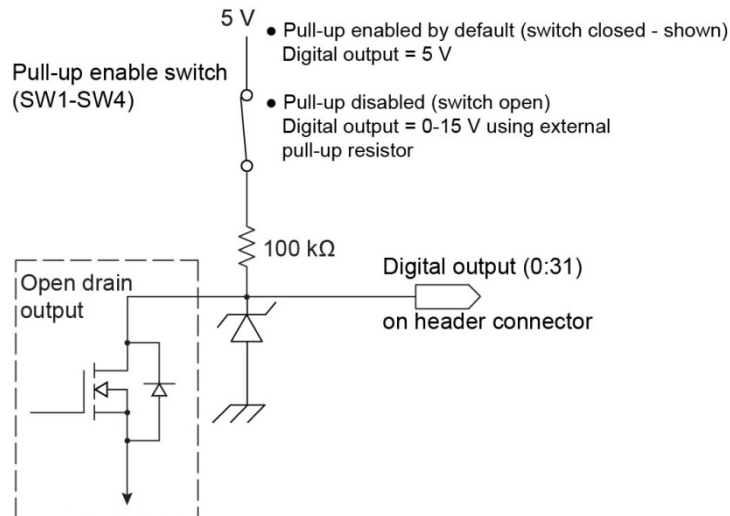 5 V
● Pull-up enabled by default (switch closed - shown)
Digital output = 5 V
Pull-up enable switch
(SW1-SW4)
● Pull-up disabled (switch open)
Digital output = 0-15 V using external
pull-up resistor
100 kΩ
Open drain
output
Digital output (0:31)
on header connector